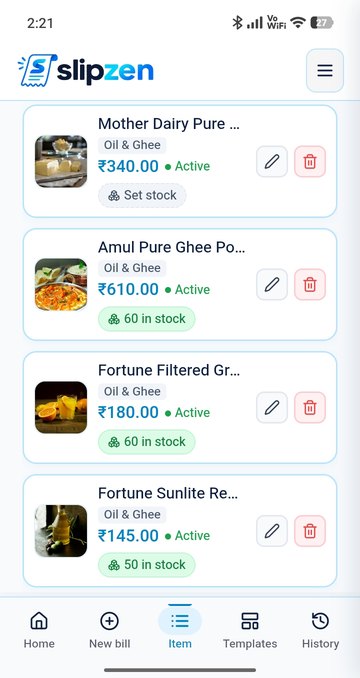 2:21
Vo
WiFi
27
slipzen
Mother Dairy Pure ...
Oil & Ghee
₹340.00 Active
Set stock
Amul Pure Ghee Po...
Oil & Ghee
₹610.00 Active
60 in stock
Fortune Filtered Gr...
Oil & Ghee
₹180.00 Active
60 in stock
Fortune Sunlite Re...
Oil & Ghee
₹145.00 Active
50 in stock
Home New bill Item Templates History